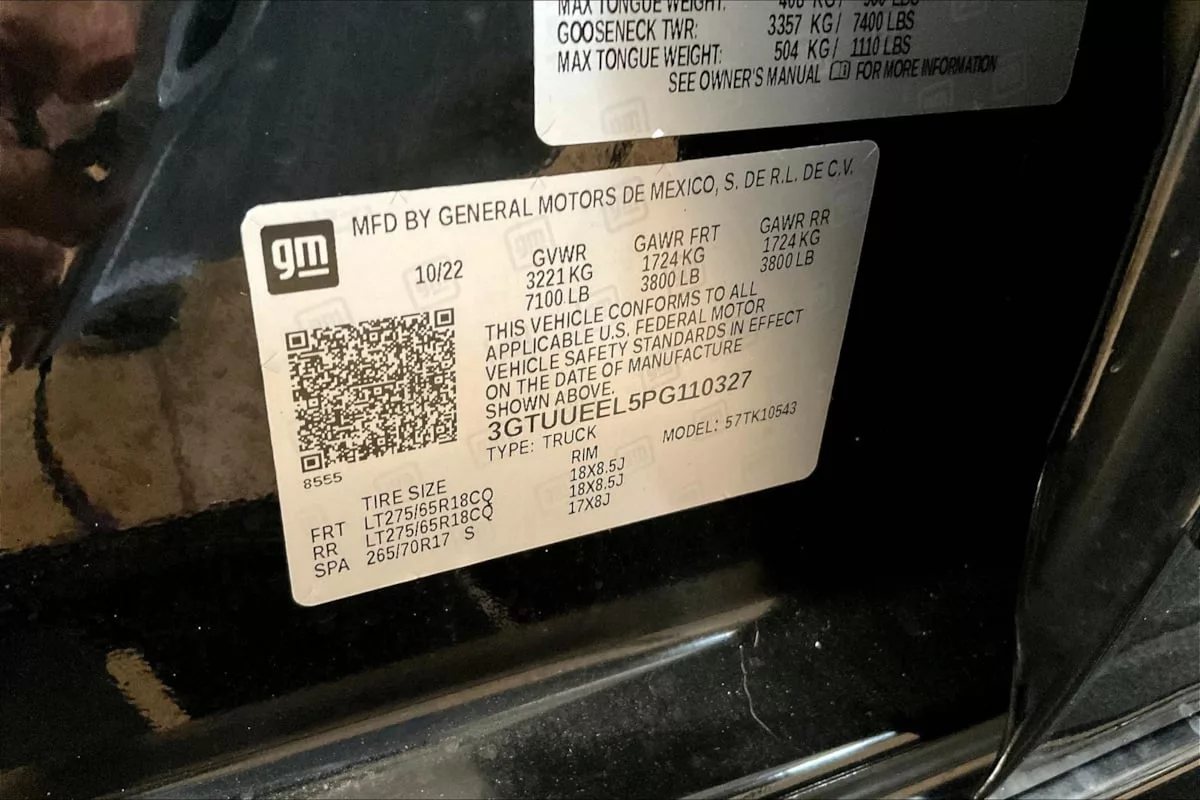 MAX TONGUE WEIGHT:
GOOSENECK TWR: 3357 KG/ 7400 LBS
MAX TONGUE WEIGHT: 504 KG/ 1110 LBS
SEE OWNER'S MANUAL FOR MORE INFORMATION
gm
MFD BY GENERAL MOTORS DE MEXICO, S. DE R.L. DE C.V.
10/22 GVWR GAWR FRT GAWR RR
3221 KG 1724 KG 1724 KG
7100 LB 3800 LB 3800 LB
THIS VEHICLE CONFORMS TO ALL
APPLICABLE U.S. FEDERAL MOTOR
VEHICLE SAFETY STANDARDS IN EFFECT
ON THE DATE OF MANUFACTURE
SHOWN ABOVE.
3GTUUEEL5PG110327
TYPE: TRUCK MODEL: 57TK10543
8555
TIRE SIZE RIM
FRT LT275/65R18CQ 18X8.5J
RR LT275/65R18CQ 18X8.5J
SPA 265/70R17 S 17X8J